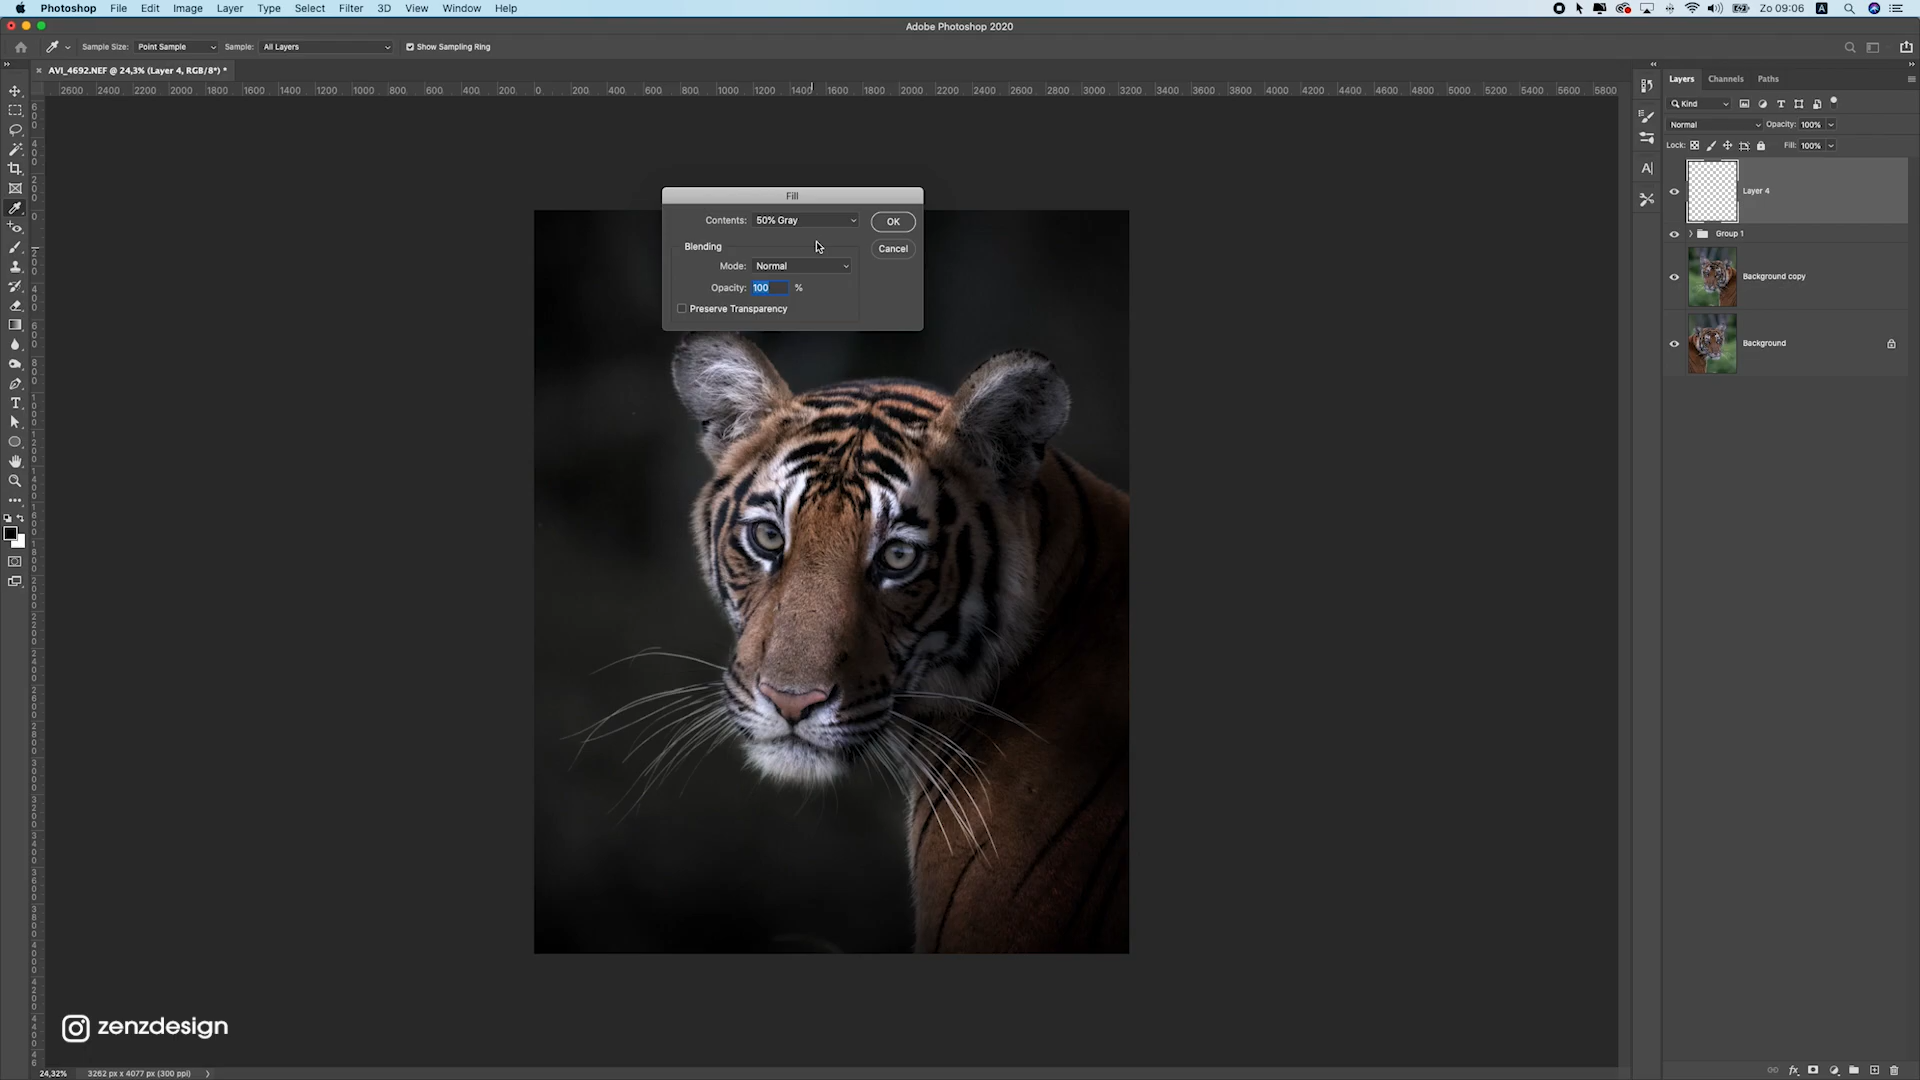 Photoshop File Edit Image Layer Type Select Filter 3D View Window Help Zo 09:06 A
Adobe Photoshop 2020
Sample Size: Point Sample Sample: All Layers Show Sampling Ring
× AVI_4692.NEF @ 24,3% (Layer 4, RGB/8*) *
2600 2400 2200 2000 1800 1600 1400 1200 1000 800 600 400 200 0 200 400 600 800 1000 1200 1400 1600 1800 2000 2200 2400 2600 2800 3000 3200 3400 3600 3800 4000 4200 4400 4600 4800 5000 5200 5400 5600 5800
Layers Channels Paths
Kind
Normal Opacity: 100%
Lock: Fill: 100%
Layer 4
Group 1
Background copy
Background
Fill
Contents: 50% Gray OK
Blending Cancel
Mode: Normal
Opacity: 100 %
Preserve Transparency
zenzdesign
24,32% 3262 px x 4077 px (300 ppi)